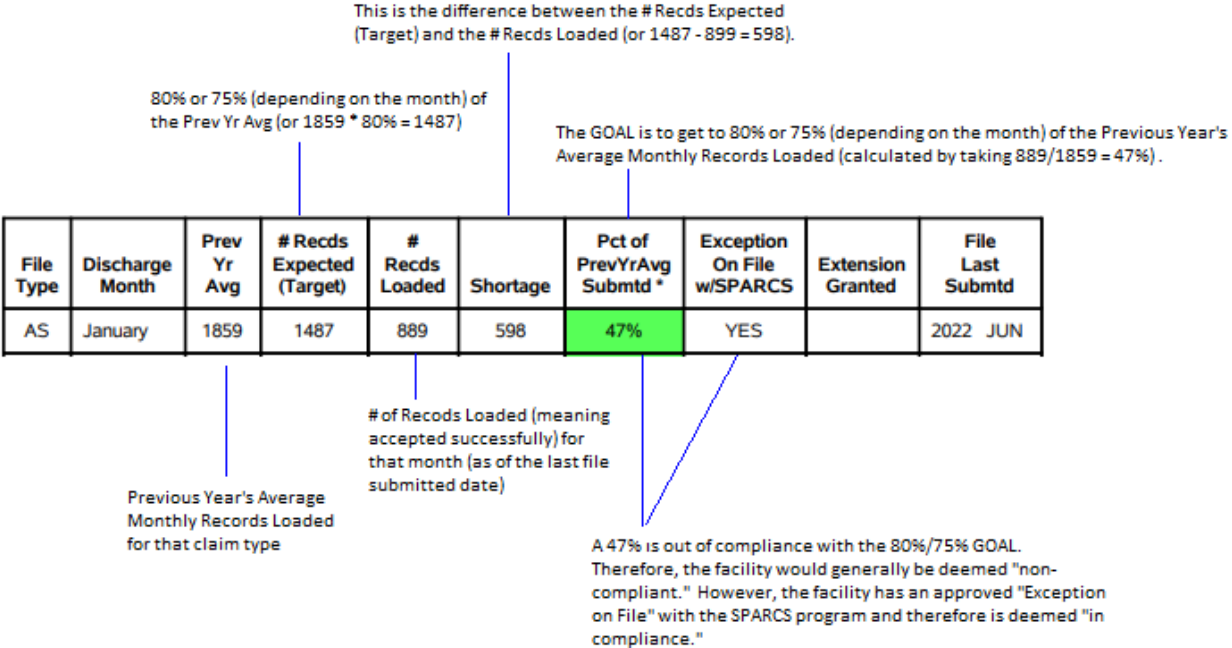 This is the difference between the # Recds Expected
(Target) and the # Recds Loaded (or 1487 - 899 = 598).
80% or 75% (depending on the month) of
the Prev Yr Avg (or 1859 * 80% = 1487)
The GOAL is to get to 80% or 75% (depending on the month) of the Previous Year's
Average Monthly Records Loaded (calculated by taking 889/1859 = 47%) .
File Type | Discharge Month | Prev Yr Avg | # Recds Expected (Target) | # Recds Loaded | Shortage | Pct of PrevYrAvg Submtd * | Exception On File w/SPARCS | Extension Granted | File Last Submtd
AS | January | 1859 | 1487 | 889 | 598 | 47% | YES | | 2022 JUN
# of Recods Loaded (meaning
accepted successfully) for
that month (as of the last file
submitted date)
Previous Year's Average
Monthly Records Loaded
for that claim type
A 47% is out of compliance with the 80%/75% GOAL.
Therefore, the facility would generally be deemed "non-
compliant." However, the facility has an approved "Exception
on File" with the SPARCS program and therefore is deemed "in
compliance."